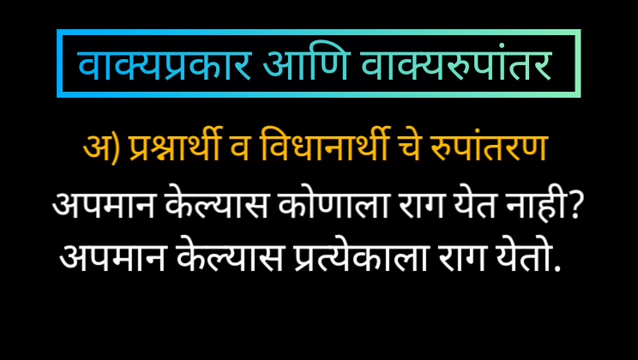 वाक्यप्रकार आणि वाक्यरुपांतर
अ) प्रश्नार्थी व विधानार्थी चे रुपांतरण
अपमान केल्यास कोणाला राग येत नाही?
अपमान केल्यास प्रत्येकाला राग येतो.